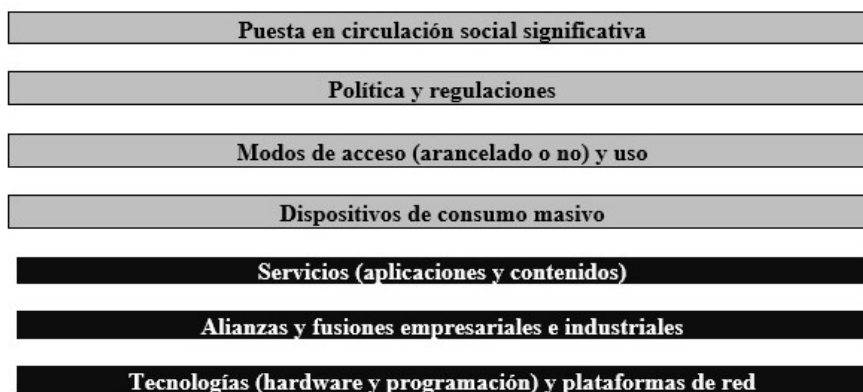 Puesta en circulación social significativa
Política y regulaciones
Modos de acceso (arancelado o no) y uso
Dispositivos de consumo masivo
Servicios (aplicaciones y contenidos)
Alianzas y fusiones empresariales e industriales
Tecnologías (hardware y programación) y plataformas de red